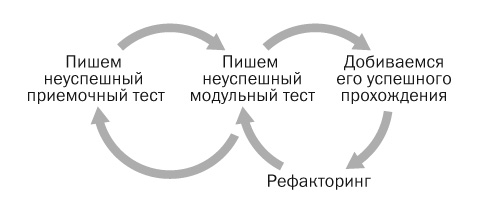 Пишем
неуспешный
приемочный тест
Пишем
неуспешный
модульный тест
Добиваемся
его успешного
прохождения
Рефакторинг